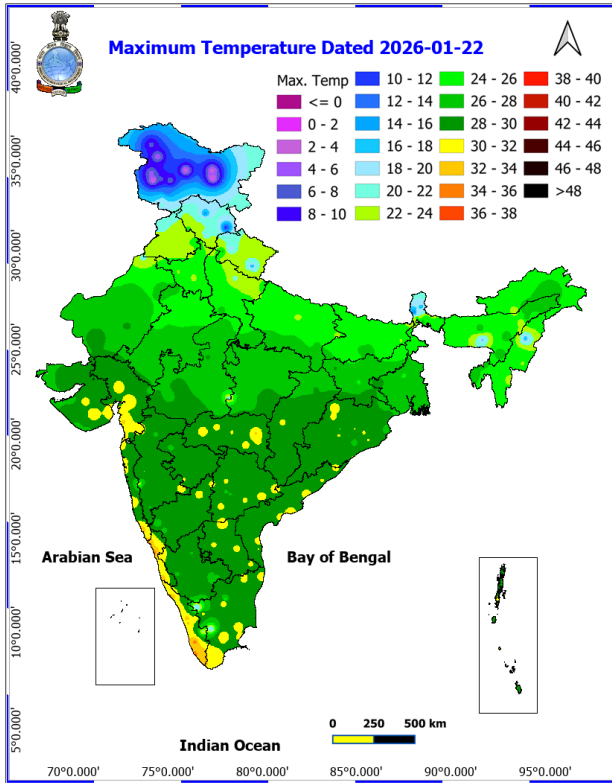 Maximum Temperature Dated 2026-01-22
Max. Temp
<= 0
0 - 2
2 - 4
4 - 6
6 - 8
8 - 10
10 - 12
12 - 14
14 - 16
16 - 18
18 - 20
20 - 22
22 - 24
24 - 26
26 - 28
28 - 30
30 - 32
32 - 34
34 - 36
36 - 38
38 - 40
40 - 42
42 - 44
44 - 46
46 - 48
>48
40°0.000'
35°0.000'
30°0.000'
25°0.000'
20°0.000'
15°0.000'
10°0.000'
5°0.000'
Arabian Sea
Bay of Bengal
Indian Ocean
0 250 500 km
70°0.000' 75°0.000' 80°0.000' 85°0.000' 90°0.000' 95°0.000'